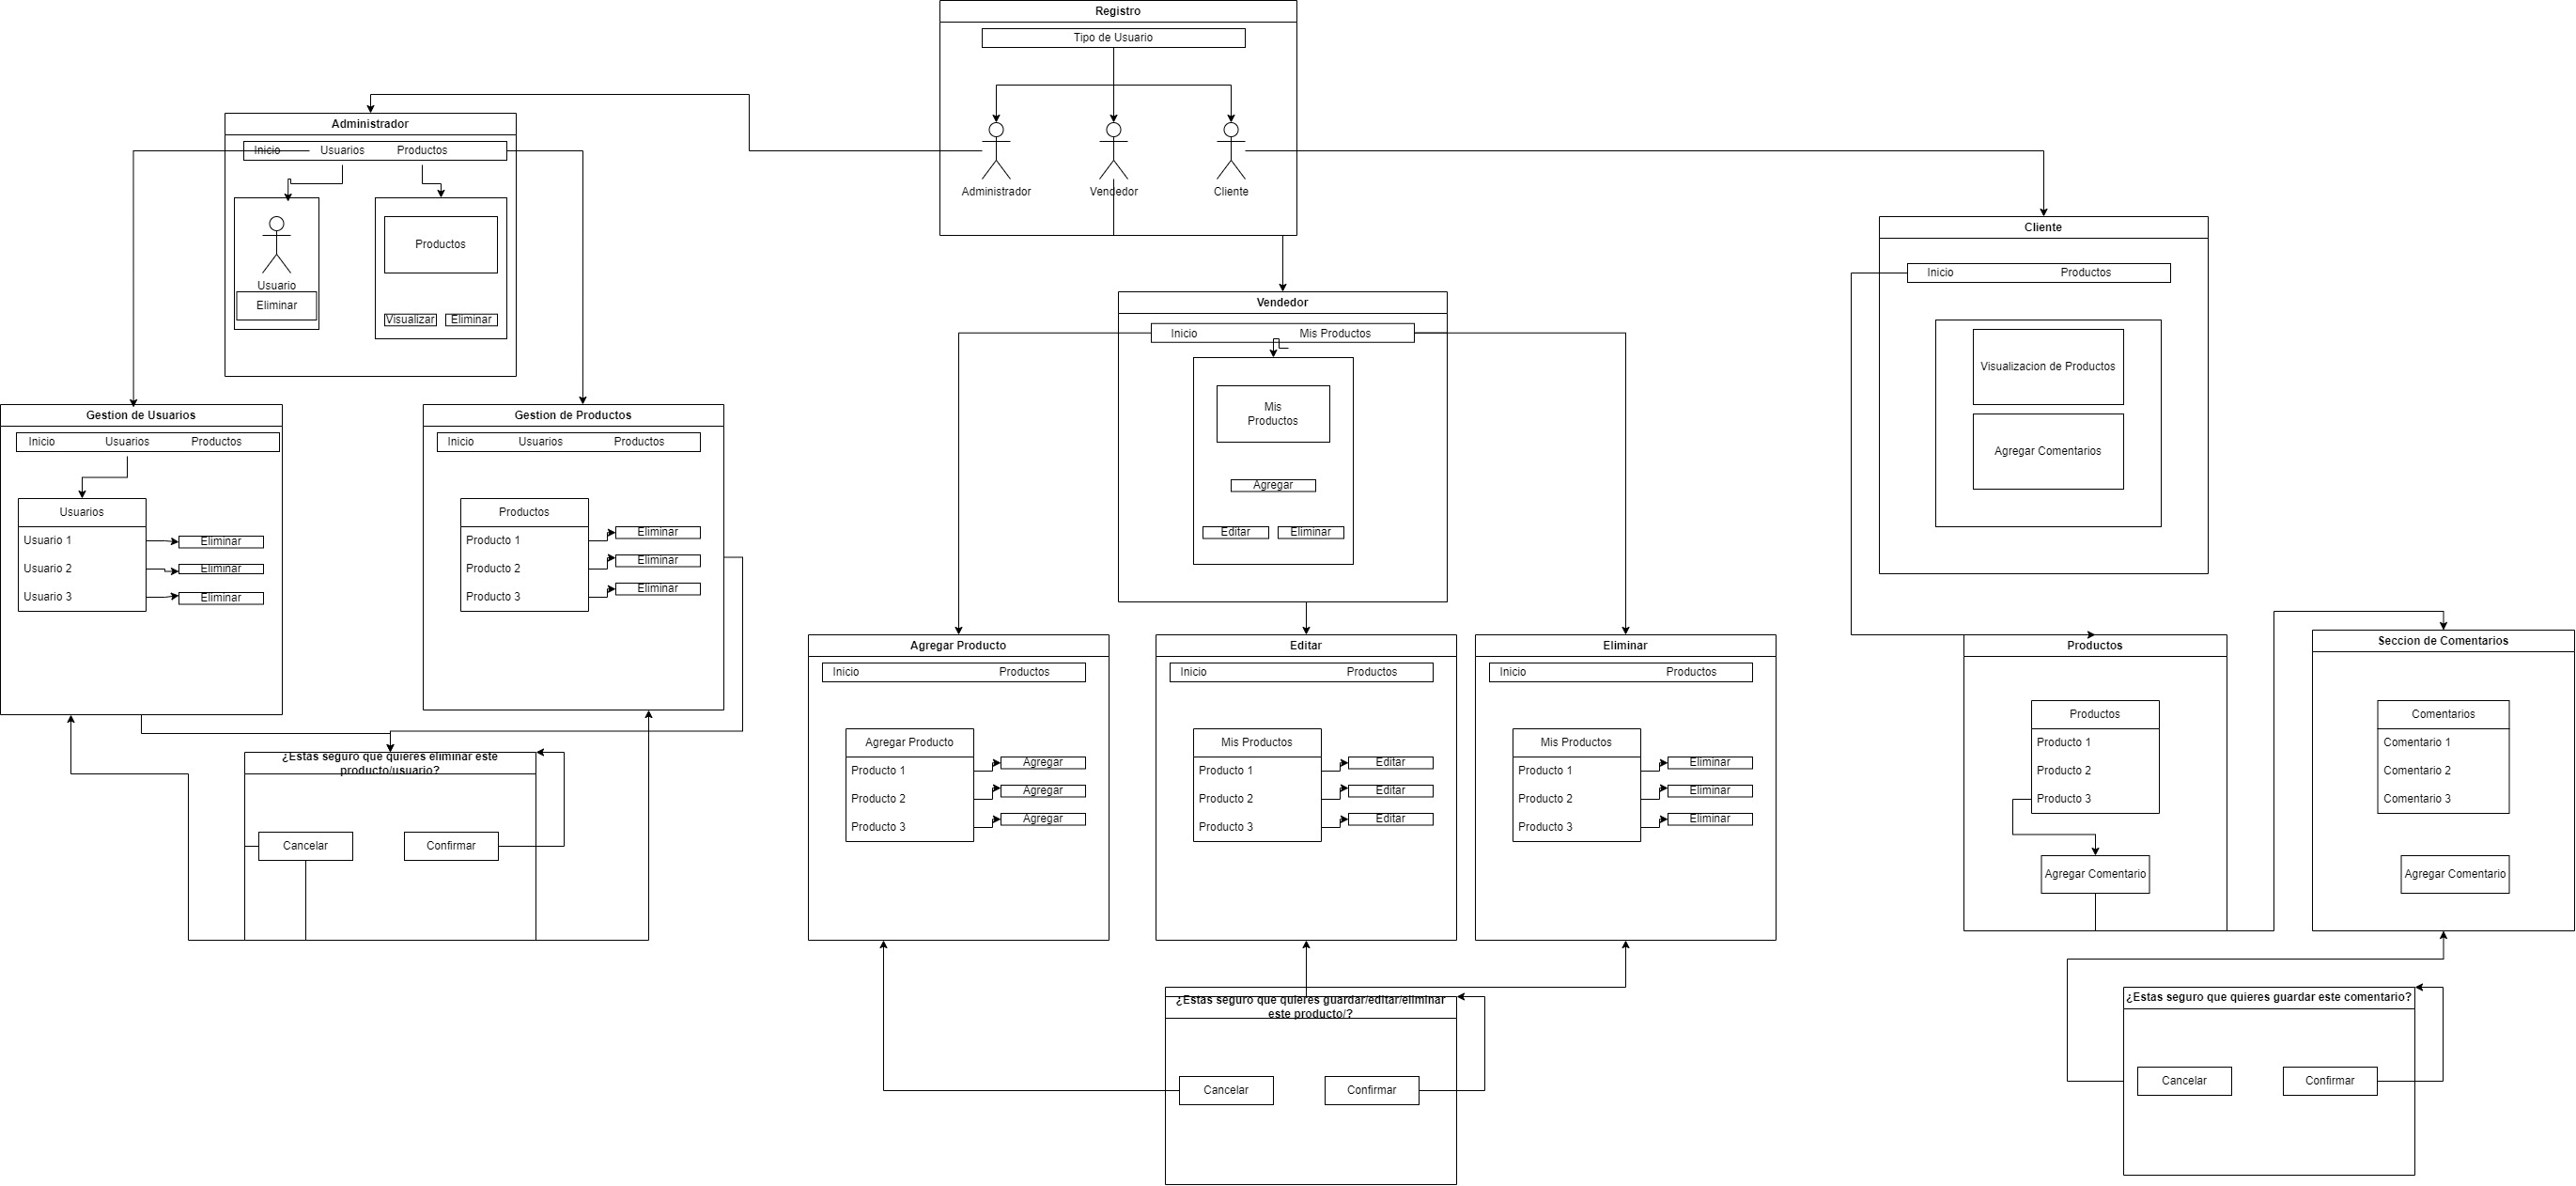 Registro
Tipo de Usuario
Administrador
Vendedor
Cliente
Administrador
Inicio
Usuarios
Productos
Usuario
Eliminar
Productos
Visualizar
Eliminar
Gestion de Usuarios
Inicio
Usuarios
Productos
Usuarios
Usuario 1
Eliminar
Usuario 2
Eliminar
Usuario 3
Eliminar
Gestion de Productos
Inicio
Usuarios
Productos
Productos
Producto 1
Eliminar
Producto 2
Eliminar
Producto 3
Eliminar
¿Estas seguro que quieres eliminar este
producto/usuario?
Cancelar
Confirmar
Vendedor
Inicio
Mis Productos
Mis
Productos
Agregar
Editar
Eliminar
Agregar Producto
Inicio
Productos
Agregar Producto
Producto 1
Agregar
Producto 2
Agregar
Producto 3
Agregar
Editar
Inicio
Productos
Mis Productos
Producto 1
Editar
Producto 2
Editar
Producto 3
Editar
Eliminar
Inicio
Productos
Mis Productos
Producto 1
Eliminar
Producto 2
Eliminar
Producto 3
Eliminar
¿Estas seguro que quieres guardar/editar/eliminar
este producto/?
Cancelar
Confirmar
Cliente
Inicio
Productos
Visualizacion de Productos
Agregar Comentarios
Productos
Productos
Producto 1
Producto 2
Producto 3
Agregar Comentario
Seccion de Comentarios
Comentarios
Comentario 1
Comentario 2
Comentario 3
Agregar Comentario
¿Estas seguro que quieres guardar este comentario?
Cancelar
Confirmar